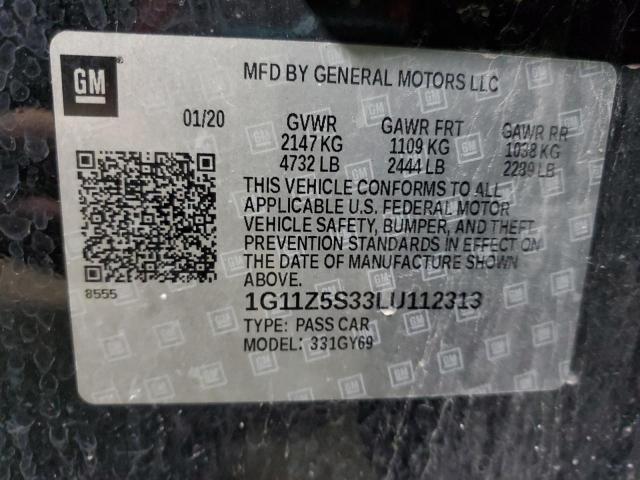 GM
MFD BY GENERAL MOTORS LLC
01/20 GVWR GAWR FRT GAWR RR
2147 KG 1109 KG 1038 KG
4732 LB 2444 LB 2289 LB
THIS VEHICLE CONFORMS TO ALL
APPLICABLE U.S. FEDERAL MOTOR
VEHICLE SAFETY, BUMPER, AND THEFT
PREVENTION STANDARDS IN EFFECT ON
THE DATE OF MANUFACTURE SHOWN
ABOVE.
8555
1G11Z5S33LU112313
TYPE: PASS CAR
MODEL: 331GY69